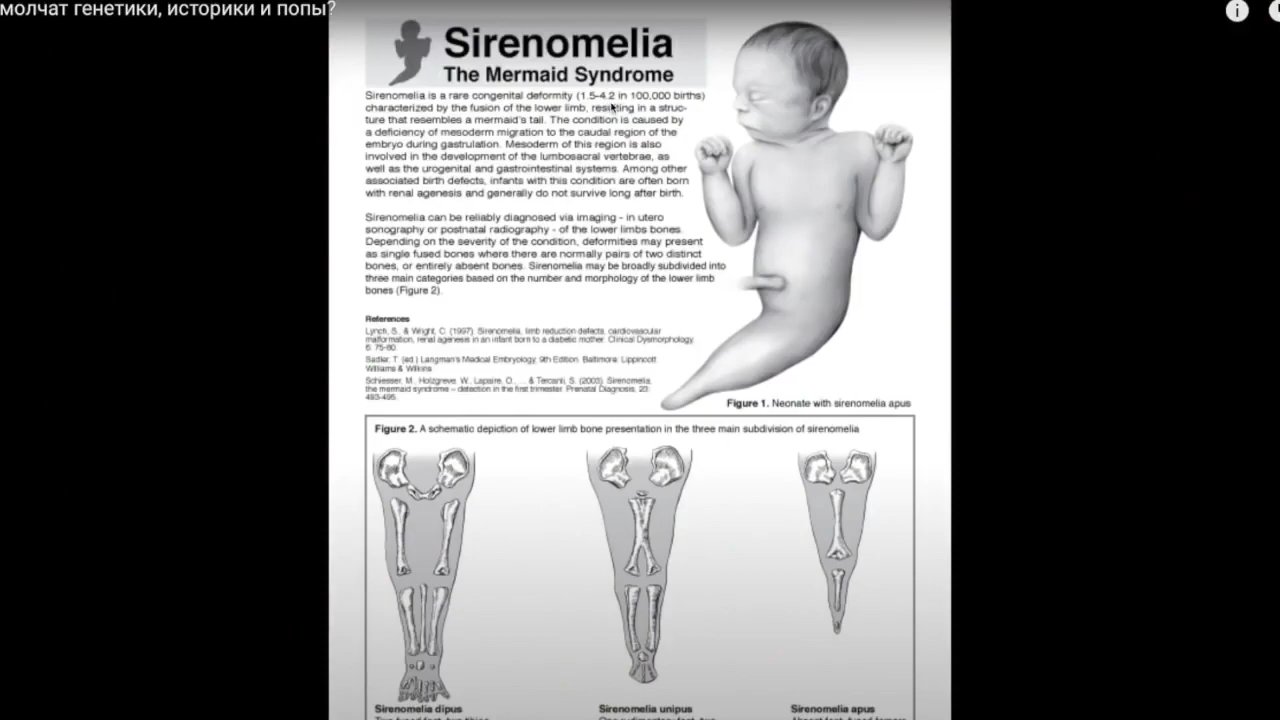 молчат генетики, историки и попы?
Sirenomelia
The Mermaid Syndrome
Sirenomelia is a rare congenital deformity (1.5-4.2 in 100,000 births)
characterized by the fusion of the lower limb, resulting in a struc-
ture that resembles a mermaid's tail. The condition is caused by
a deficiency of mesoderm migration to the caudal region of the
embryo during gastrulation. Mesoderm of this region is also
involved in the development of the lumbosacral vertebrae, as
well as the urogenital and gastrointestinal systems. Among other
associated birth defects, infants with this condition are often born
with renal agenesis and generally do not survive long after birth.
Sirenomelia can be reliably diagnosed via imaging - in utero
sonography or postnatal radiography - of the lower limbs bones.
Depending on the severity of the condition, deformities may present
as single fused bones where there are normally pairs of two distinct
bones, or entirely absent bones. Sirenomelia may be broadly subdivided into
three main categories based on the number and morphology of the lower limb
bones (Figure 2).
References
Lynch, S., & Wright, C. (1997). Sirenomelia, limb reduction defects, cardiovascular
malformation, renal agenesis in an infant born to a diabetic mother. Clinical Dysmorphology,
6: 75-80.
Sadler, T. (ed.) Langman's Medical Embryology, 9th Edition. Baltimore: Lippincott
Williams & Wilkins
Schiesser, M., Holzgreve, W., Lapaire, O., ... & Tercanli, S. (2003). Sirenomelia,
the mermaid syndrome – detection in the first trimester. Prenatal Diagnosis, 23:
493-495.
Figure 1. Neonate with sirenomelia apus
Figure 2. A schematic depiction of lower limb bone presentation in the three main subdivision of sirenomelia
Sirenomelia dipus
Sirenomelia unipus
Sirenomelia apus